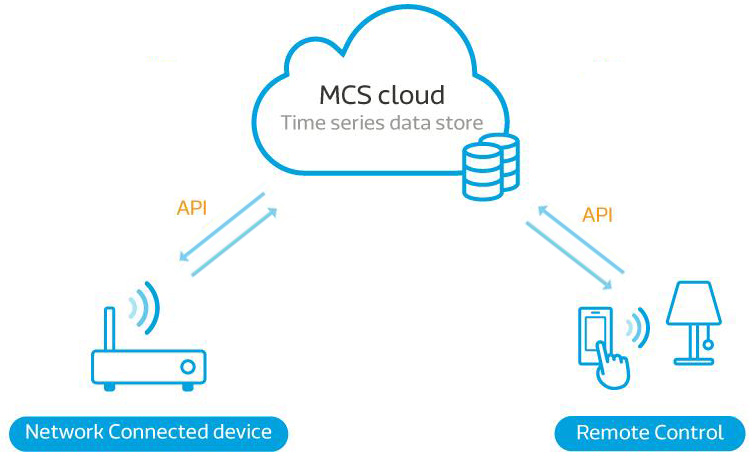 MCS cloud
Time series data store
API
API
Network Connected device
Remote Control